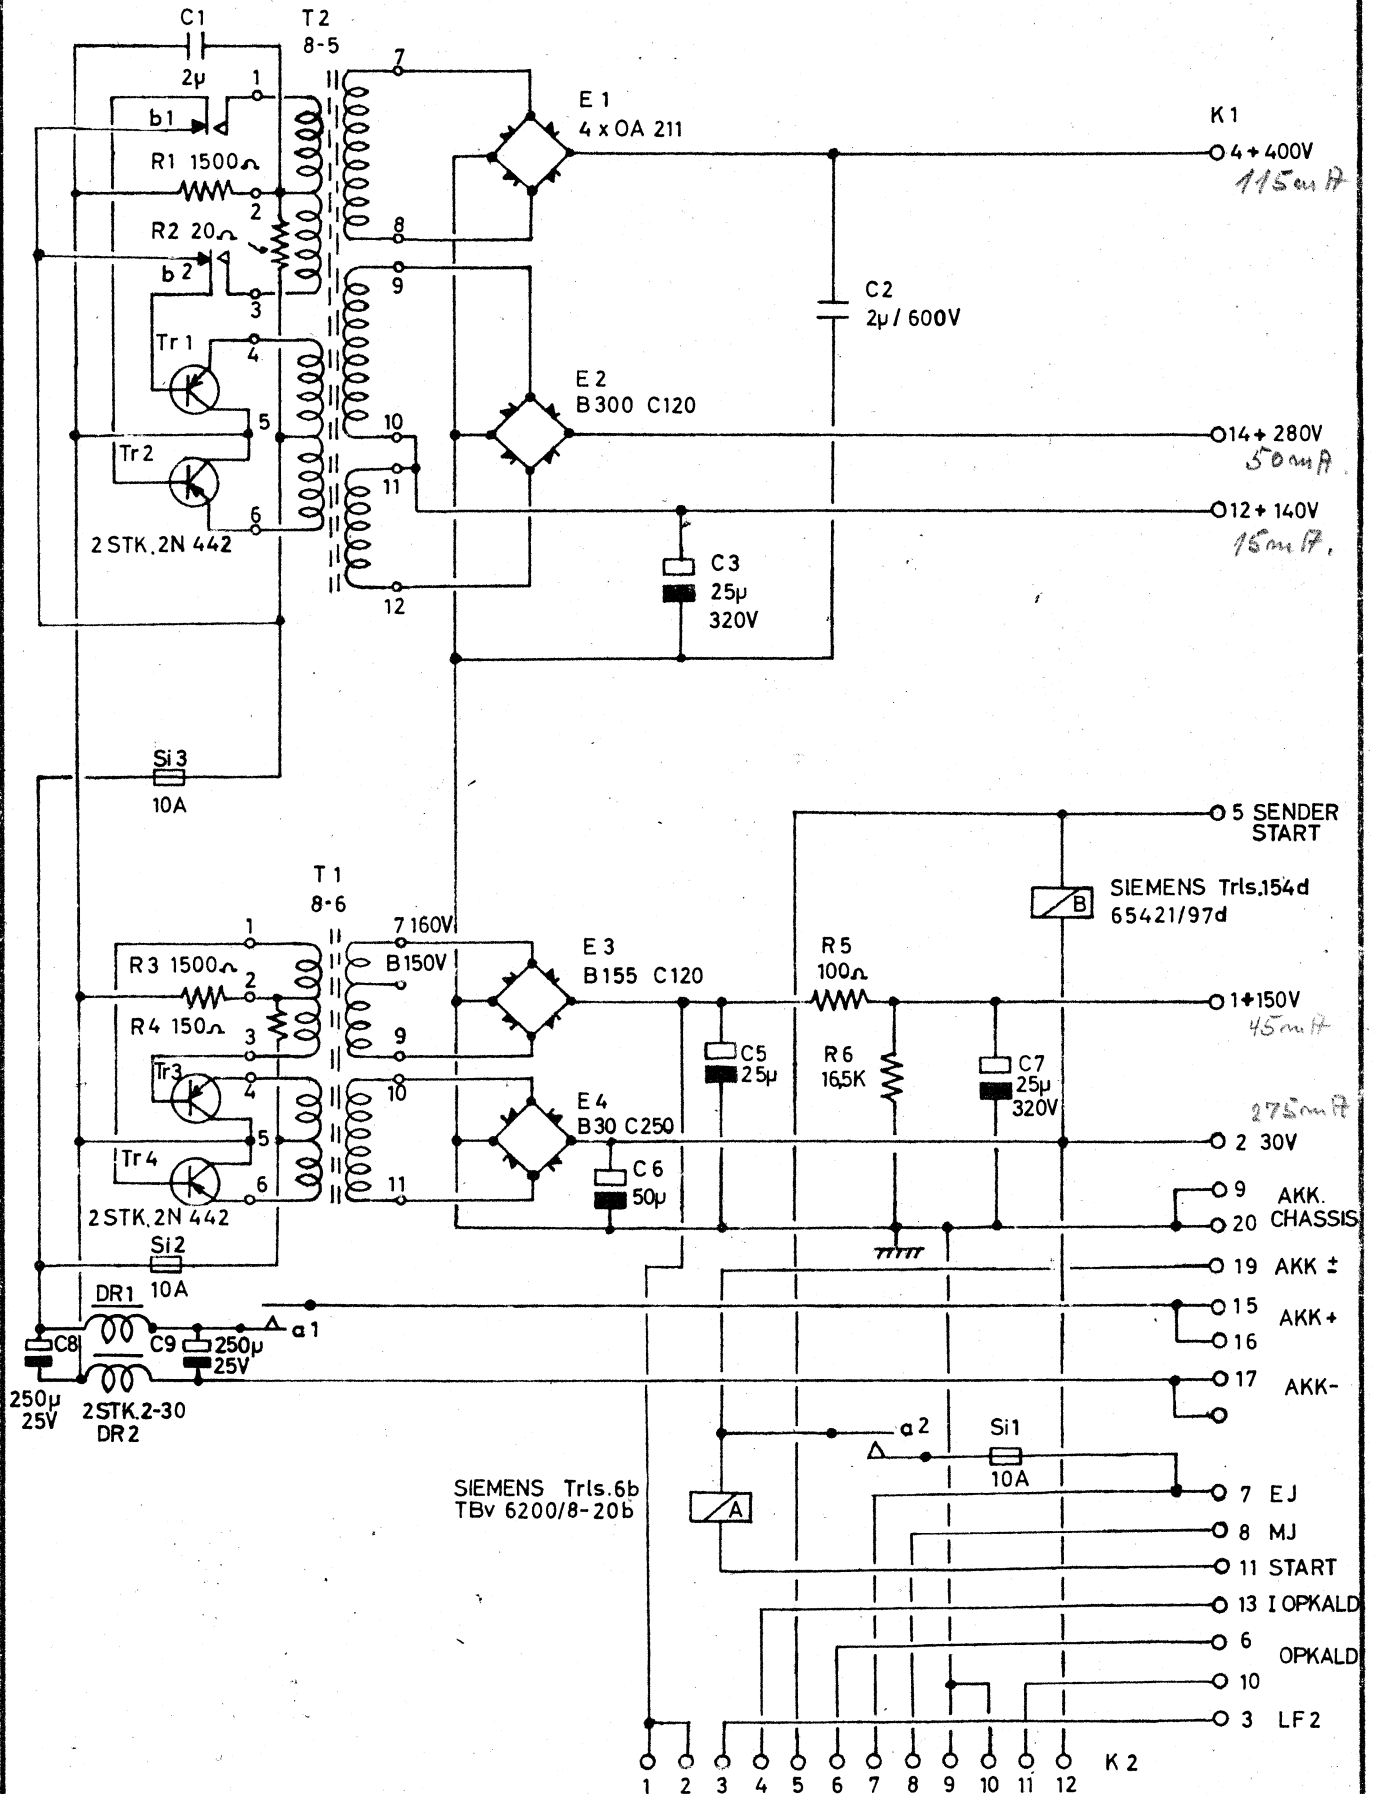 C1
T2
8-5
2µ
1
7
b1
E1
4 x OA 211
K1
4 + 400V
115mA
R1 1500Ω
2
R2 20Ω
b2
8
9
3
C2
2µ / 600V
Tr1
4
E2
B300 C120
10
5
14 + 280V
50mA.
Tr2
11
6
12 + 140V
15mA.
2 STK. 2N 442
C3
25µ
320V
12
Si3
10A
5 SENDER
START
T1
8-6
SIEMENS Trls.154d
65421/97d
B
1
7 160V
B150V
E3
B155 C120
R5
100Ω
R3 1500Ω
2
R4 150Ω
3
9
1+150V
45mA
C5
25µ
R6
16,5K
C7
25µ
320V
Tr3
4
10
E4
B30 C250
275mA
5
2 30V
Tr4
6
11
C6
50µ
9 AKK.
20 CHASSIS
2 STK. 2N 442
Si2
10A
19 AKK ±
DR1
15
AKK +
16
a1
C8
C9
250µ
25V
250µ
25V
2 STK. 2-30
DR2
17
AKK-
a2
Si1
10A
SIEMENS Trls.6b
TBv 6200/8-20b
A
7 EJ
8 MJ
11 START
13 I OPKALD
6
OPKALD
10
3 LF2
K2
1 2 3 4 5 6 7 8 9 10 11 12